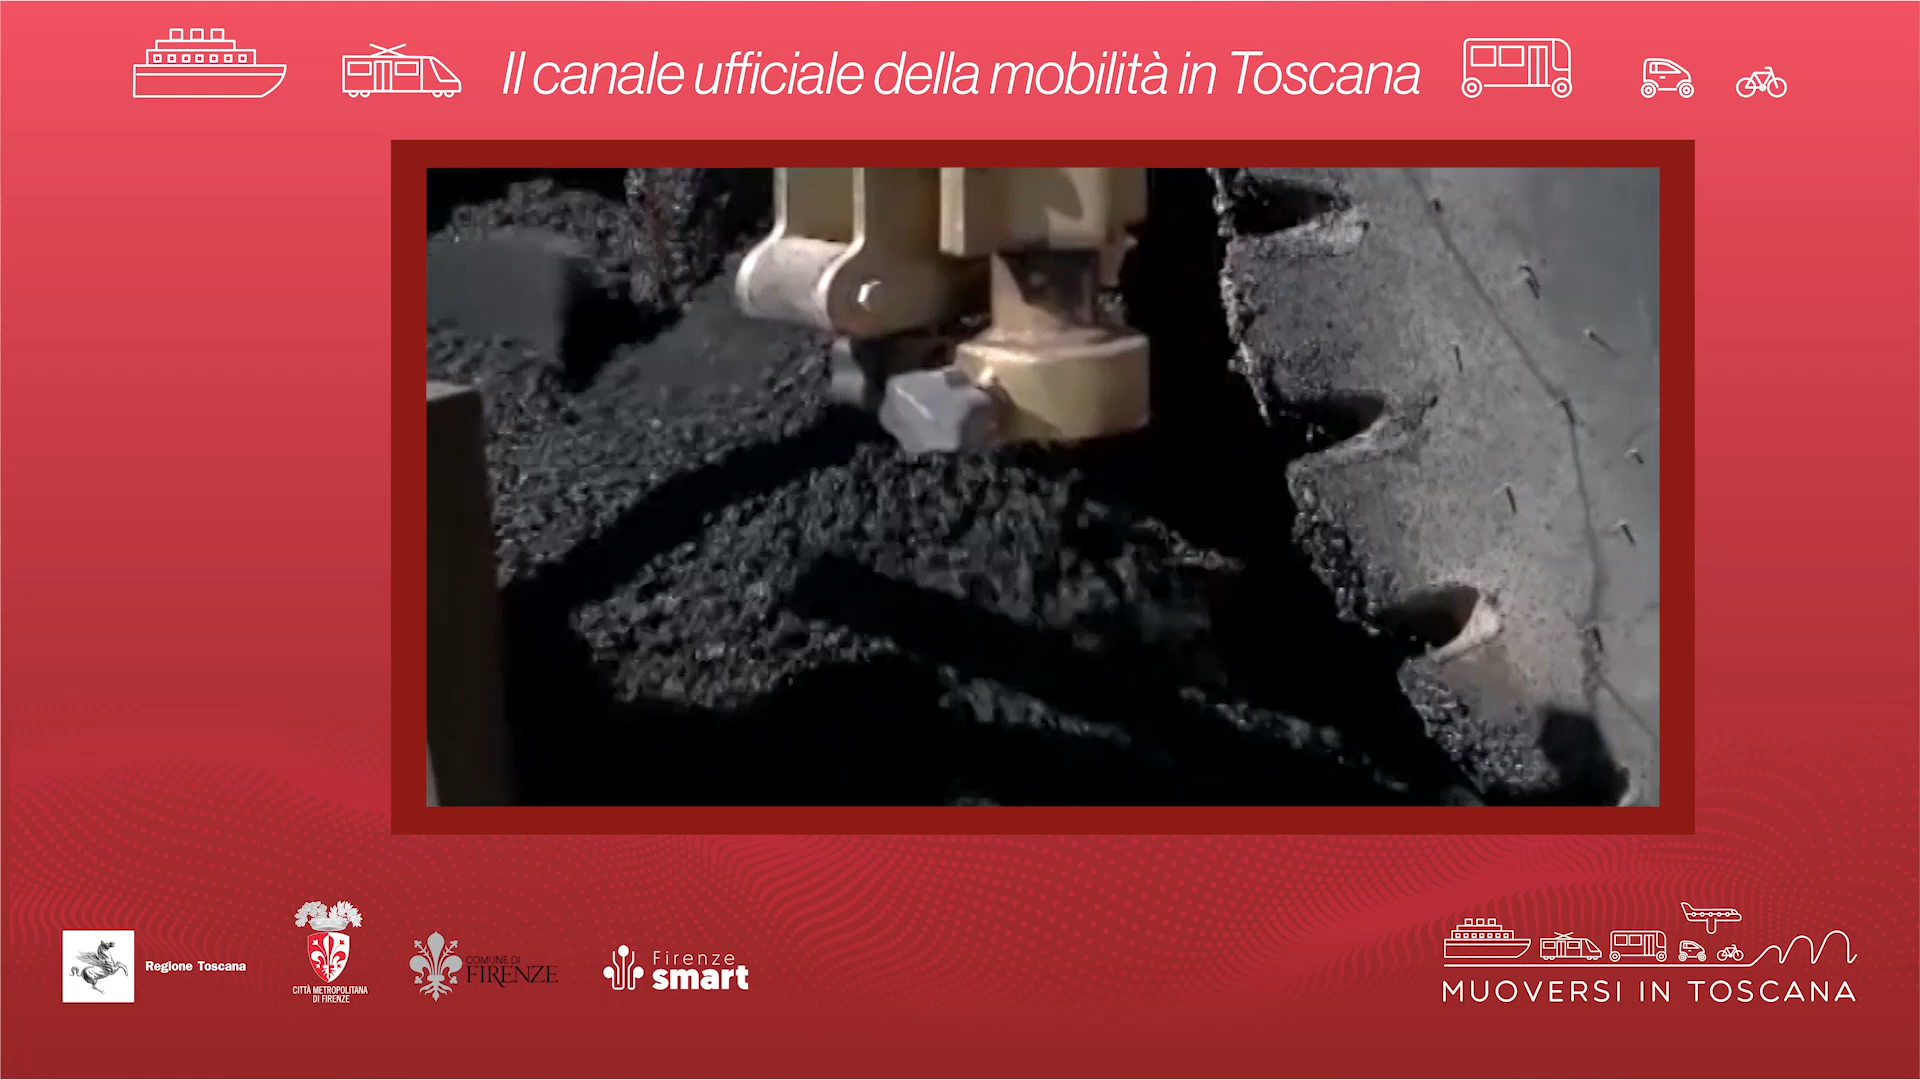 Il canale ufficiale della mobilità in Toscana
Regione Toscana
CITTÀ METROPOLITANA
DI FIRENZE
COMUNE DI
FIRENZE
Firenze
smart
MUOVERSI IN TOSCANA